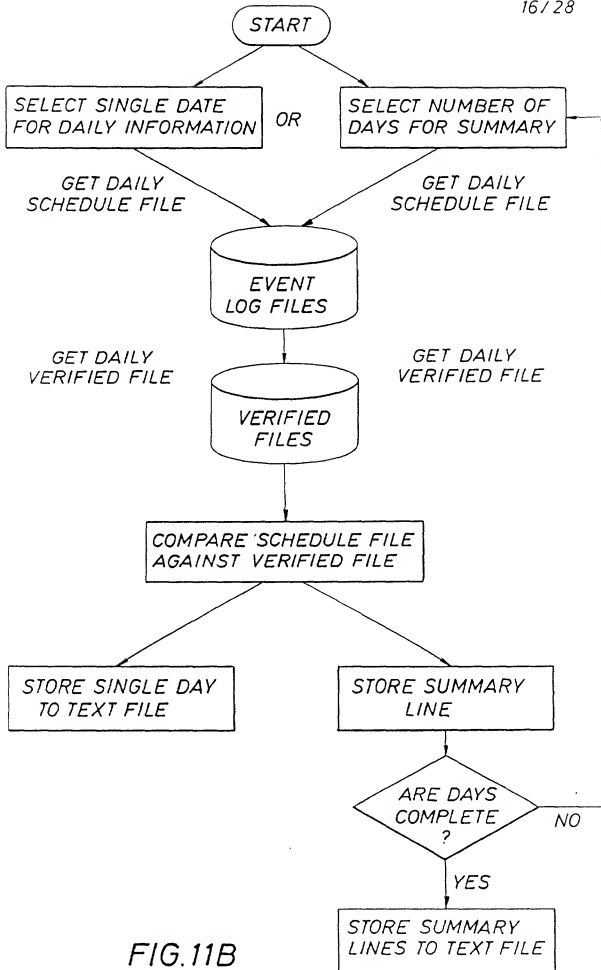 16/28
START
SELECT SINGLE DATE
FOR DAILY INFORMATION
OR
SELECT NUMBER OF
DAYS FOR SUMMARY
GET DAILY
SCHEDULE FILE
GET DAILY
SCHEDULE FILE
EVENT
LOG FILES
GET DAILY
VERIFIED FILE
GET DAILY
VERIFIED FILE
VERIFIED
FILES
COMPARE SCHEDULE FILE
AGAINST VERIFIED FILE
STORE SINGLE DAY
TO TEXT FILE
STORE SUMMARY
LINE
ARE DAYS
COMPLETE
?
NO
YES
STORE SUMMARY
LINES TO TEXT FILE
FIG.11B